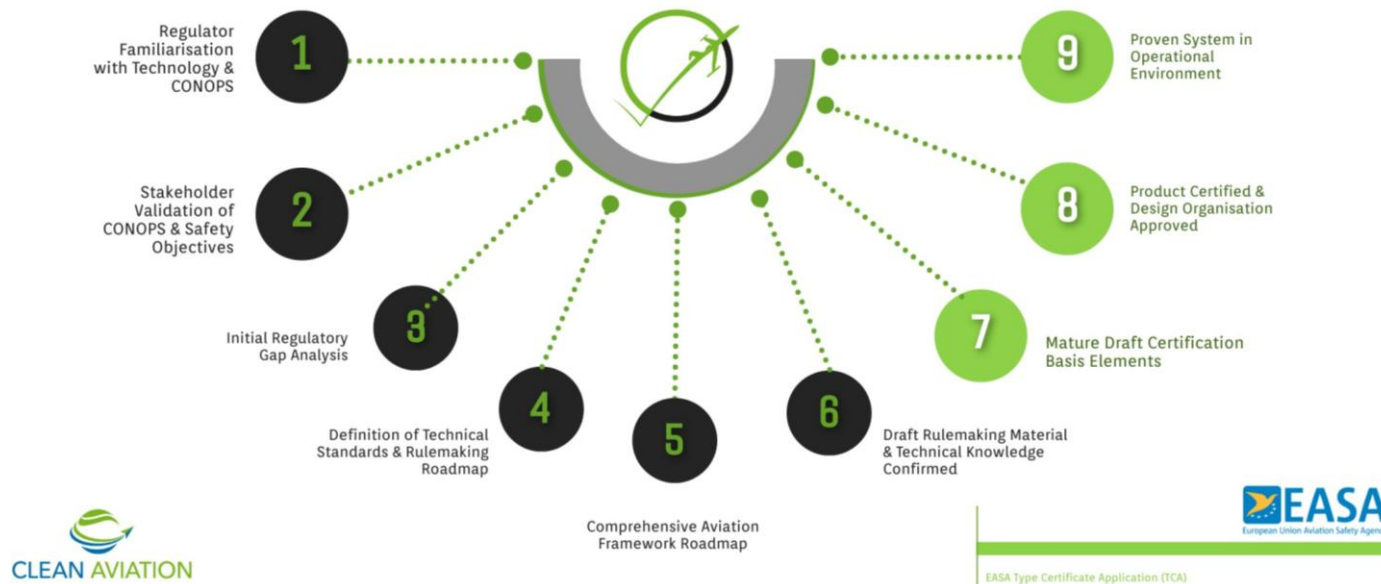 1
Regulator
Familiarisation
with Technology &
CONOPS
2
Stakeholder
Validation of
CONOPS & Safety
Objectives
3
Initial Regulatory
Gap Analysis
4
Definition of Technical
Standards & Rulemaking
Roadmap
5
Comprehensive Aviation
Framework Roadmap
6
Draft Rulemaking Material
& Technical Knowledge
Confirmed
7
Mature Draft Certification
Basis Elements
8
Product Certified &
Design Organisation
Approved
9
Proven System in
Operational
Environment
CLEAN AVIATION
EASA
European Union Aviation Safety Agenc
EASA Type Certificate Application (TCA)